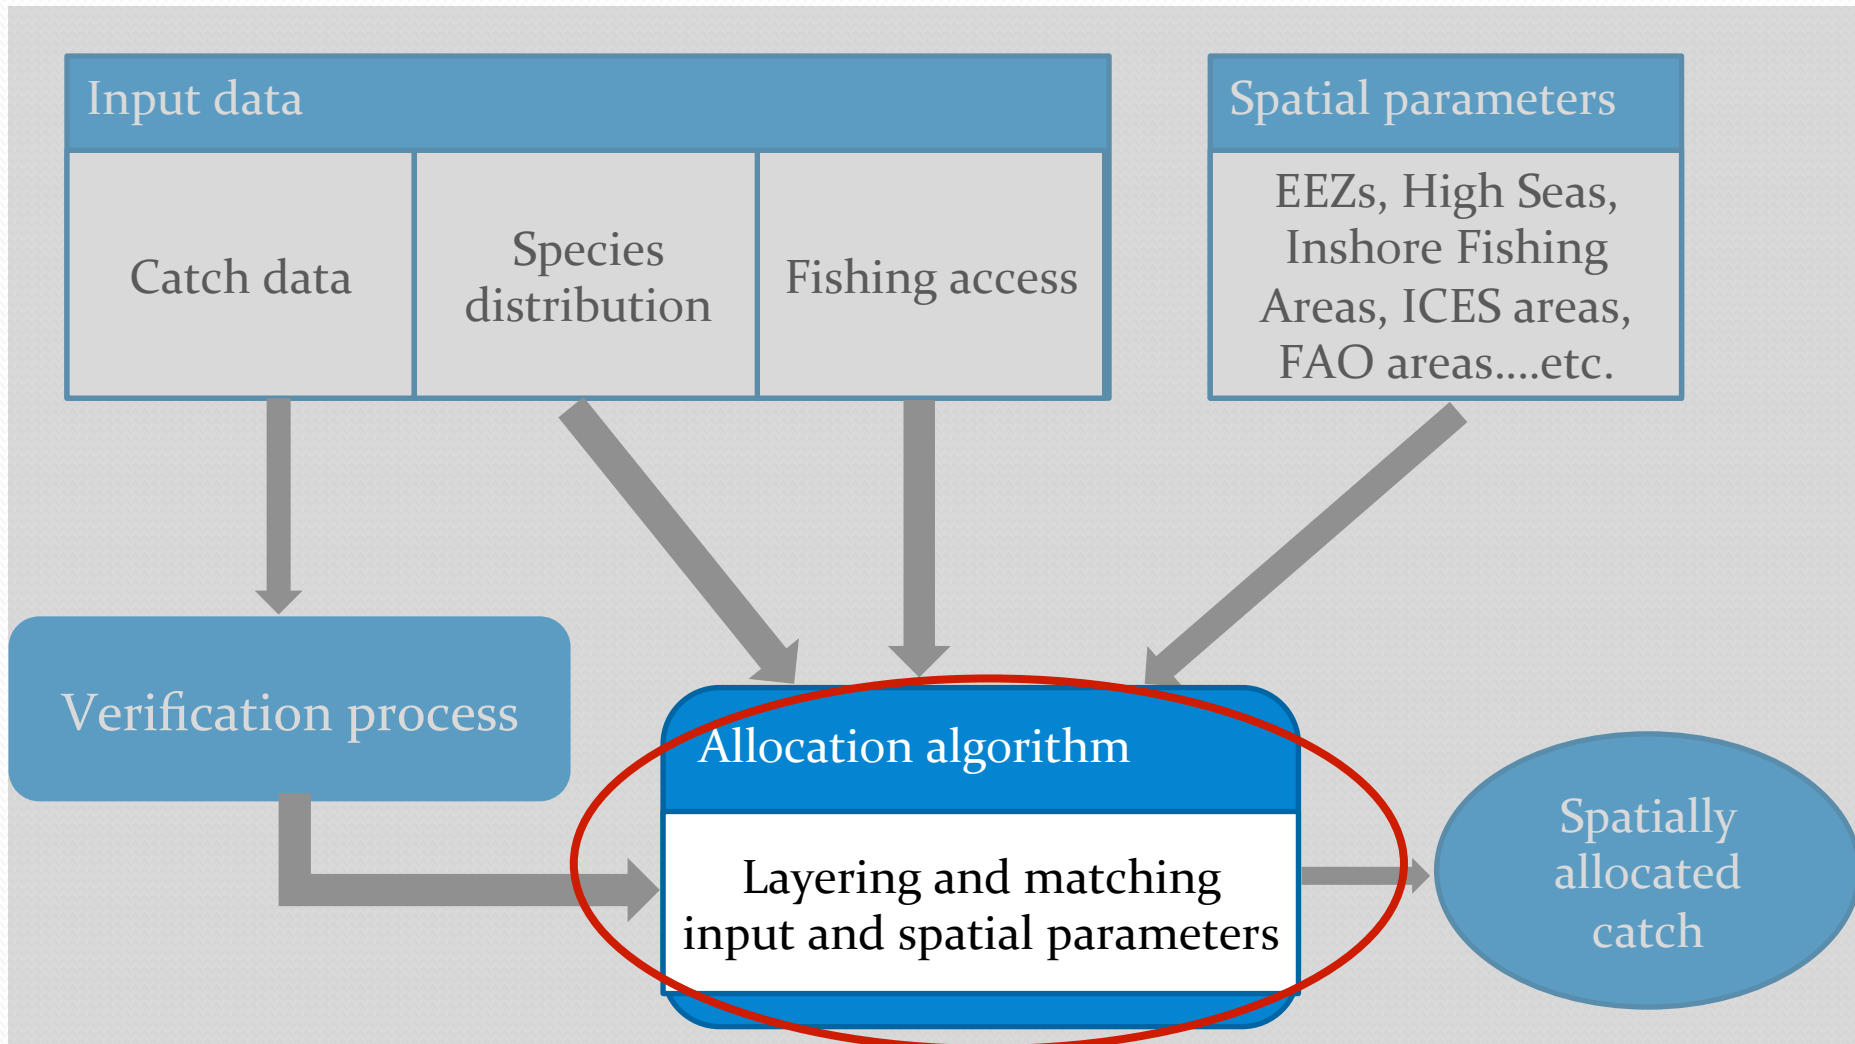 Input data
Catch data
Species
distribution
Fishing access
Spatial parameters
EEZs, High Seas,
Inshore Fishing
Areas, ICES areas,
FAO areas....etc.
Verification process
Allocation algorithm
Layering and matching
input and spatial parameters
Spatially
allocated
catch